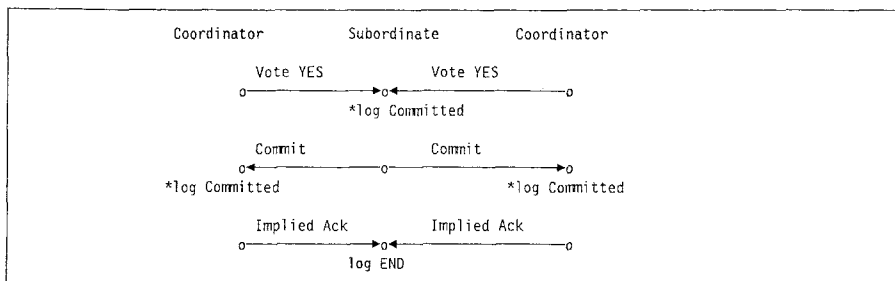 Coordinator Subordinate Coordinator
Vote YES Vote YES
*log Committed
Commit Commit
*log Committed *log Committed
Implied Ack Implied Ack
log END